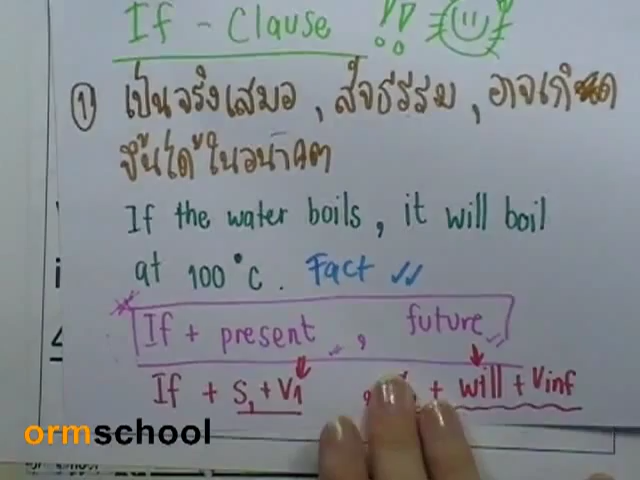 If - Clause !!
① เป็นจริงเสมอ, สัจธรรม, อาจเกิด
ขึ้นได้ในอนาคต
If the water boils, it will boil
at 100°c. Fact ✓✓
If + present, future
If + S, + V1 , + will + Vinf
ormschool